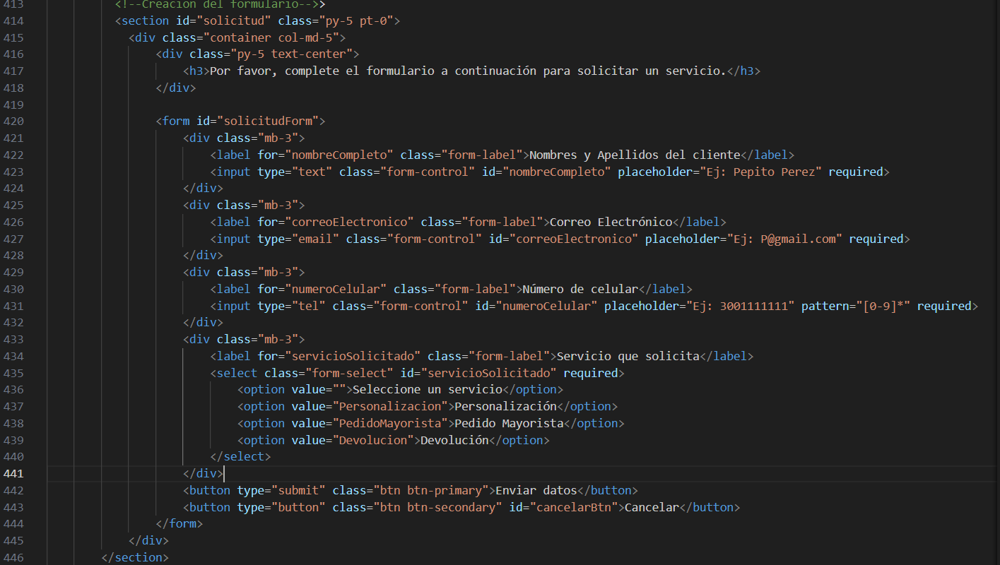 413 <!--Creacion del formulario-->>
414 <section id="solicitud" class="py-5 pt-0">
415 <div class="container col-md-5">
416 <div class="py-5 text-center">
417 <h3>Por favor, complete el formulario a continuación para solicitar un servicio.</h3>
418 </div>
419
420 <form id="solicitudForm">
421 <div class="mb-3">
422 <label for="nombreCompleto" class="form-label">Nombres y Apellidos del cliente</label>
423 <input type="text" class="form-control" id="nombreCompleto" placeholder="Ej: Pepito Perez" required>
424 </div>
425 <div class="mb-3">
426 <label for="correoElectronico" class="form-label">Correo Electrónico</label>
427 <input type="email" class="form-control" id="correoElectronico" placeholder="Ej: P@gmail.com" required>
428 </div>
429 <div class="mb-3">
430 <label for="numeroCelular" class="form-label">Número de celular</label>
431 <input type="tel" class="form-control" id="numeroCelular" placeholder="Ej: 3001111111" pattern="[0-9]*" required>
432 </div>
433 <div class="mb-3">
434 <label for="servicioSolicitado" class="form-label">Servicio que solicita</label>
435 <select class="form-select" id="servicioSolicitado" required>
436 <option value="">Seleccione un servicio</option>
437 <option value="Personalizacion">Personalización</option>
438 <option value="PedidoMayorista">Pedido Mayorista</option>
439 <option value="Devolucion">Devolución</option>
440 </select>
441 </div>
442 <button type="submit" class="btn btn-primary">Enviar datos</button>
443 <button type="button" class="btn btn-secondary" id="cancelarBtn">Cancelar</button>
444 </form>
445 </div>
446 </section>